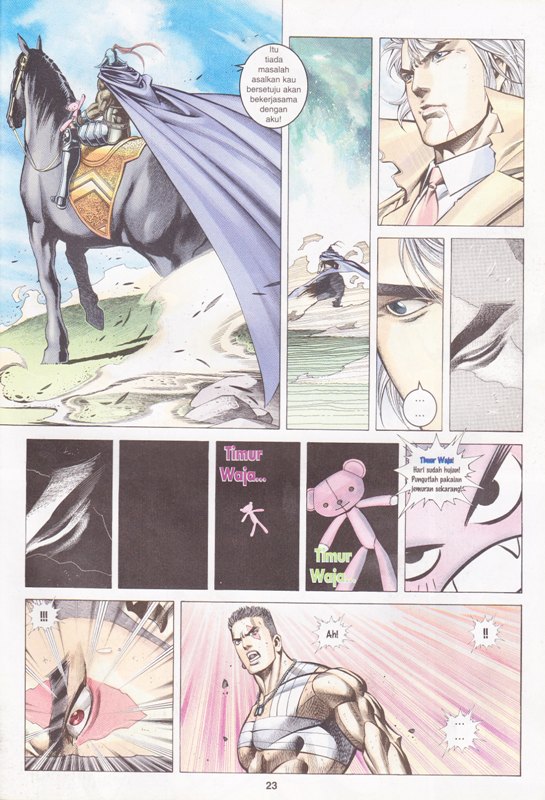 Itu
tiada
masalah
asalkan kau
bersetuju akan
bekerjasama
dengan
aku!
...
...
Timur
Waja...
Timur
Waja...
Timur Waja!
Hari sudah hujan!
Pungutlah pakaian
jemuran sekarang!
!!!
Ah!
!!
...
...
23